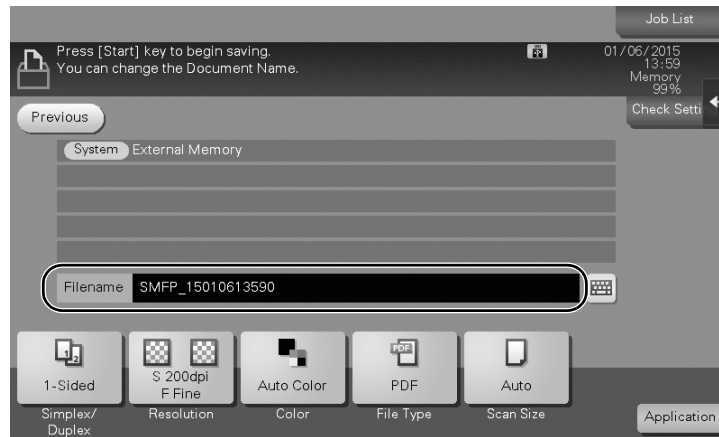 Job List
Press [Start] key to begin saving.
You can change the Document Name.
01/06/2015
13:59
Memory
99%
Previous
Check Setti
System External Memory
Filename SMFP_15010613590
1-Sided
S 200dpi
F Fine
Auto Color
PDF
Auto
Simplex/
Duplex
Resolution
Color
File Type
Scan Size
Application